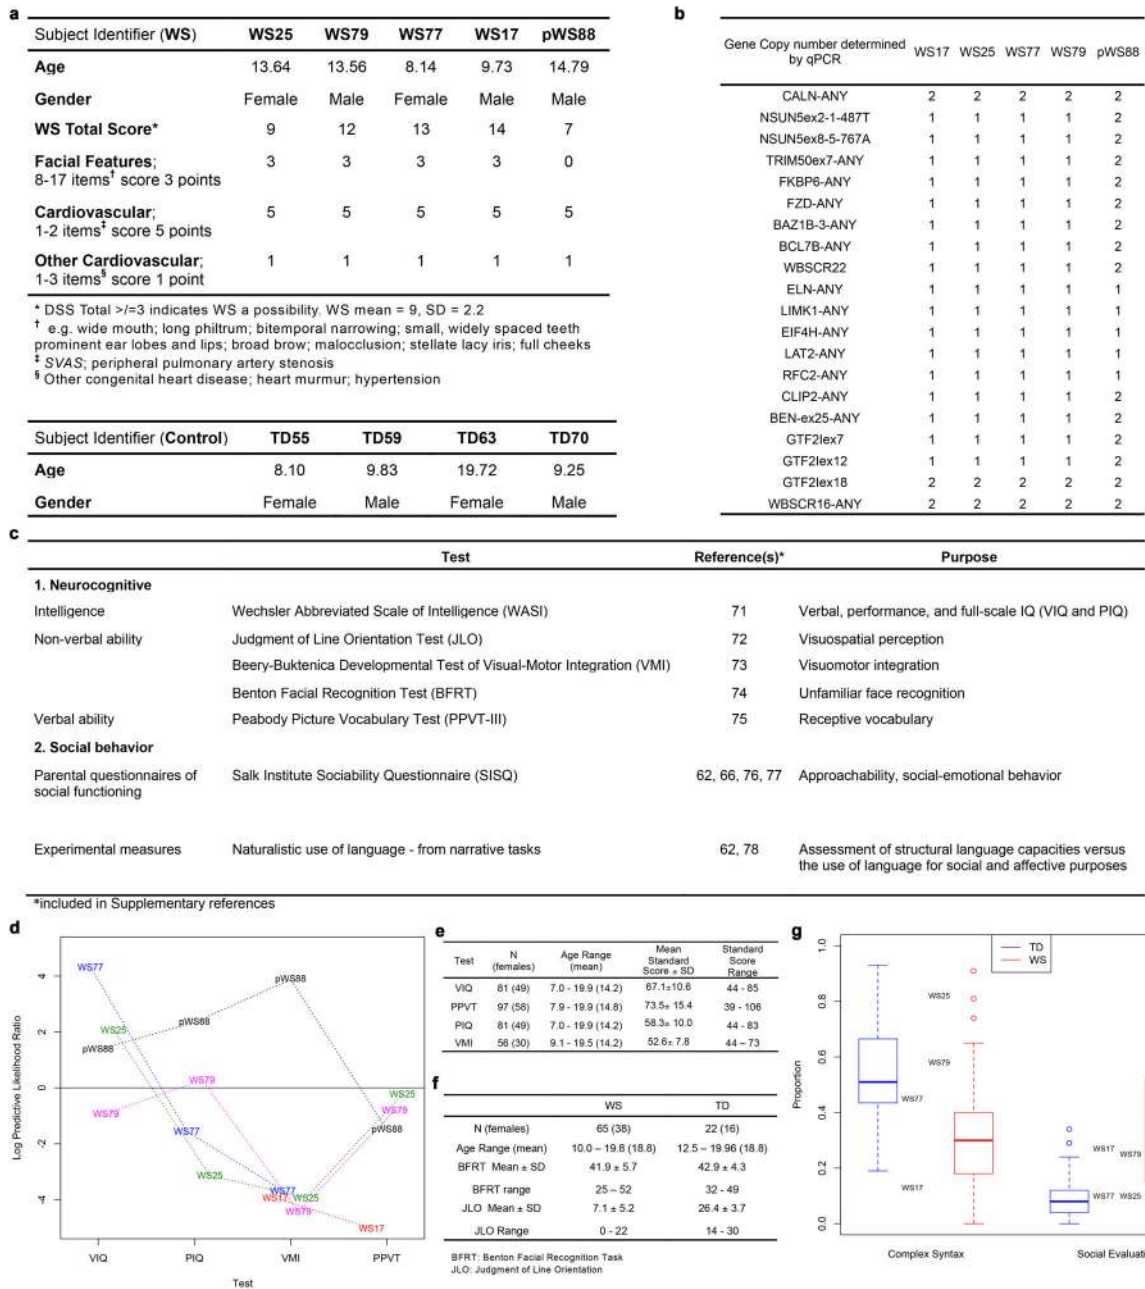 a
Subject Identifier (WS) WS25 WS79 WS77 WS17 pWS88
Age 13.64 13.56 8.14 9.73 14.79
Gender Female Male Female Male Male
WS Total Score* 9 12 13 14 7
Facial Features; 3 3 3 3 0
8-17 items† score 3 points
Cardiovascular; 5 5 5 5 5
1-2 items‡ score 5 points
Other Cardiovascular; 1 1 1 1 1
1-3 items§ score 1 point
* DSS Total >/=3 indicates WS a possibility. WS mean = 9, SD = 2.2
† e.g. wide mouth; long philtrum; bitemporal narrowing; small, widely spaced teeth
prominent ear lobes and lips; broad brow; malocclusion; stellate lacy iris; full cheeks
‡ SVAS; peripheral pulmonary artery stenosis
§ Other congenital heart disease; heart murmur; hypertension
Subject Identifier (Control) TD55 TD59 TD63 TD70
Age 8.10 9.83 19.72 9.25
Gender Female Male Female Male
b
Gene Copy number determined
by qPCR WS17 WS25 WS77 WS79 pWS88
CALN-ANY 2 2 2 2 2
NSUN5ex2-1-487T 1 1 1 1 2
NSUN5ex8-5-767A 1 1 1 1 2
TRIM50ex7-ANY 1 1 1 1 2
FKBP6-ANY 1 1 1 1 2
FZD-ANY 1 1 1 1 2
BAZ1B-3-ANY 1 1 1 1 2
BCL7B-ANY 1 1 1 1 2
WBSCR22 1 1 1 1 2
ELN-ANY 1 1 1 1 1
LIMK1-ANY 1 1 1 1 1
EIF4H-ANY 1 1 1 1 1
LAT2-ANY 1 1 1 1 1
RFC2-ANY 1 1 1 1 1
CLIP2-ANY 1 1 1 1 2
BEN-ex25-ANY 1 1 1 1 2
GTF2Iex7 1 1 1 1 2
GTF2Iex12 1 1 1 1 2
GTF2Iex18 2 2 2 2 2
WBSCR16-ANY 2 2 2 2 2
c
Test Reference(s)* Purpose
1. Neurocognitive
Intelligence Wechsler Abbreviated Scale of Intelligence (WASI) 71 Verbal, performance, and full-scale IQ (VIQ and PIQ)
Non-verbal ability Judgment of Line Orientation Test (JLO) 72 Visuospatial perception
Beery-Buktenica Developmental Test of Visual-Motor Integration (VMI) 73 Visuomotor integration
Benton Facial Recognition Test (BFRT) 74 Unfamiliar face recognition
Verbal ability Peabody Picture Vocabulary Test (PPVT-III) 75 Receptive vocabulary
2. Social behavior
Parental questionnaires of Salk Institute Sociability Questionnaire (SISQ) 62, 66, 76, 77 Approachability, social-emotional behavior
social functioning
Experimental measures Naturalistic use of language - from narrative tasks 62, 78 Assessment of structural language capacities versus
the use of language for social and affective purposes
*included in Supplementary references
d
Log Predictive Likelihood Ratio
4
2
0
-2
-4
WS77
WS25
pWS88
WS79
pWS88
WS79
WS77
WS25
pWS88
WS77
WS17
WS25
WS79
WS25
WS79
pWS88
WS17
VIQ PIQ VMI PPVT
Test
e
Test N (females) Age Range (mean) Mean Standard Score ± SD Standard Score Range
VIQ 81 (49) 7.0 - 19.9 (14.2) 67.1±10.6 44 - 85
PPVT 97 (58) 7.9 - 19.9 (14.8) 73.5± 15.4 39 - 106
PIQ 81 (49) 7.0 - 19.9 (14.2) 58.3± 10.0 44 - 83
VMI 56 (30) 9.1 - 19.5 (14.2) 52.6± 7.8 44 – 73
f
WS TD
N (females) 65 (38) 22 (16)
Age Range (mean) 10.0 - 19.8 (18.8) 12.5 - 19.96 (18.8)
BFRT Mean ± SD 41.9 ± 5.7 42.9 ± 4.3
BFRT range 25 – 52 32 - 49
JLO Mean ± SD 7.1 ± 5.2 26.4 ± 3.7
JLO Range 0 - 22 14 - 30
BFRT: Benton Facial Recognition Task
JLO: Judgment of Line Orientation
g
TD
WS
Proportion
1.0
0.8
0.6
0.4
0.2
0.0
WS25
WS79
WS77
WS17
WS17
WS79
WS77 WS25
Complex Syntax Social Evaluati